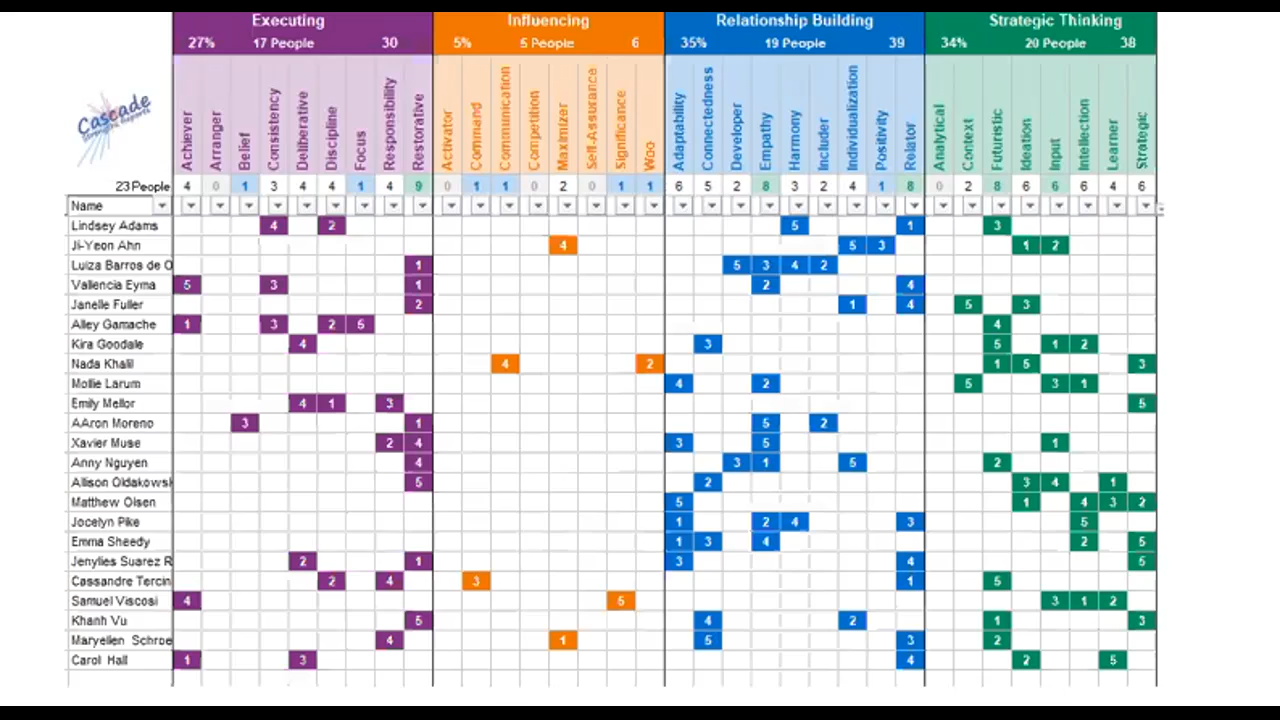 Executing Influencing Relationship Building Strategic Thinking
27% 17 People 30 5% 5 People 6 35% 19 People 39 34% 20 People 38
Cascade
Achiever Arranger Belief Consistency Deliberative Discipline Focus Responsibility Restorative Activator Command Communication Competition Maximizer Self-Assurance Significance Woo Adaptability Connectedness Developer Empathy Harmony Includer Individualization Positivity Relator Analytical Context Futuristic Ideation Input Intellection Learner Strategic
23 People 4 0 1 3 4 4 1 4 9 0 1 1 0 2 0 1 1 6 5 2 8 3 2 4 1 8 0 2 8 6 6 6 4 6
Name
Lindsey Adams 4 2 5 1 3
Ji-Yeon Ahn 4 5 3 1 2
Luiza Barros de O 1 5 3 4 2
Vallencia Eyma 5 3 1 2 4
Janelle Fuller 2 1 4 5 3
Alley Gamache 1 3 2 5 4
Kira Goodale 4 3 5 1 2
Nada Khalil 4 2 1 5 3
Mollie Larum 4 2 5 3 1
Emily Mellor 4 1 3 5
AAron Moreno 3 1 5 2
Xavier Muse 2 4 3 5 1
Anny Nguyen 4 3 1 5 2
Allison Oldakowsk 5 2 3 4 1
Matthew Olsen 5 1 4 3 2
Jocelyn Pike 1 2 4 3 5
Emma Sheedy 1 3 4 2 5
Jenylies Suarez R 2 1 3 4 5
Cassandre Tercin 2 4 3 1 5
Samuel Viscosi 4 5 3 1 2
Khanh Vu 5 4 2 1 3
Maryellen Schroe 4 1 5 3 2
Carol Hall 1 3 4 2 5